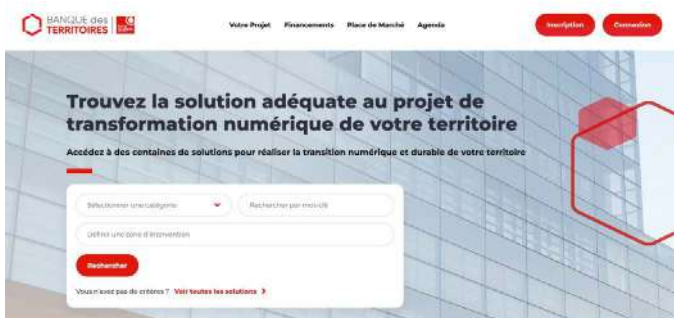 BANQUE des
TERRITOIRES
Votre Projet Financements Place de Marché Agenda
Inscription Connexion
Trouvez la solution adéquate au projet de
transformation numérique de votre territoire
Accédez à des centaines de solutions pour réaliser la transition numérique et durable de votre territoire
Sélectionner une catégorie Rechercher par mot-clé
Définir une zone d'intervention
Rechercher
Vous n'avez pas de critères ? Voir toutes les solutions